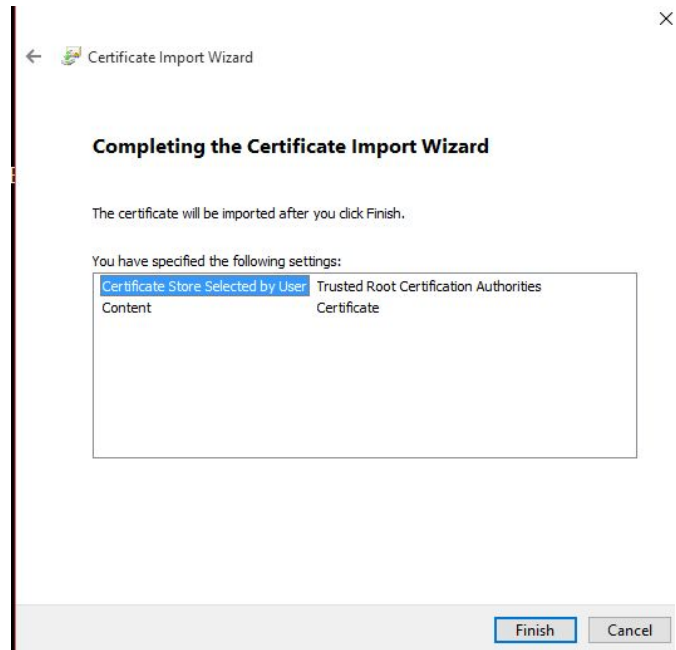 Certificate Import Wizard
Completing the Certificate Import Wizard
The certificate will be imported after you click Finish.
You have specified the following settings:
Certificate Store Selected by User Trusted Root Certification Authorities
Content Certificate
Finish Cancel